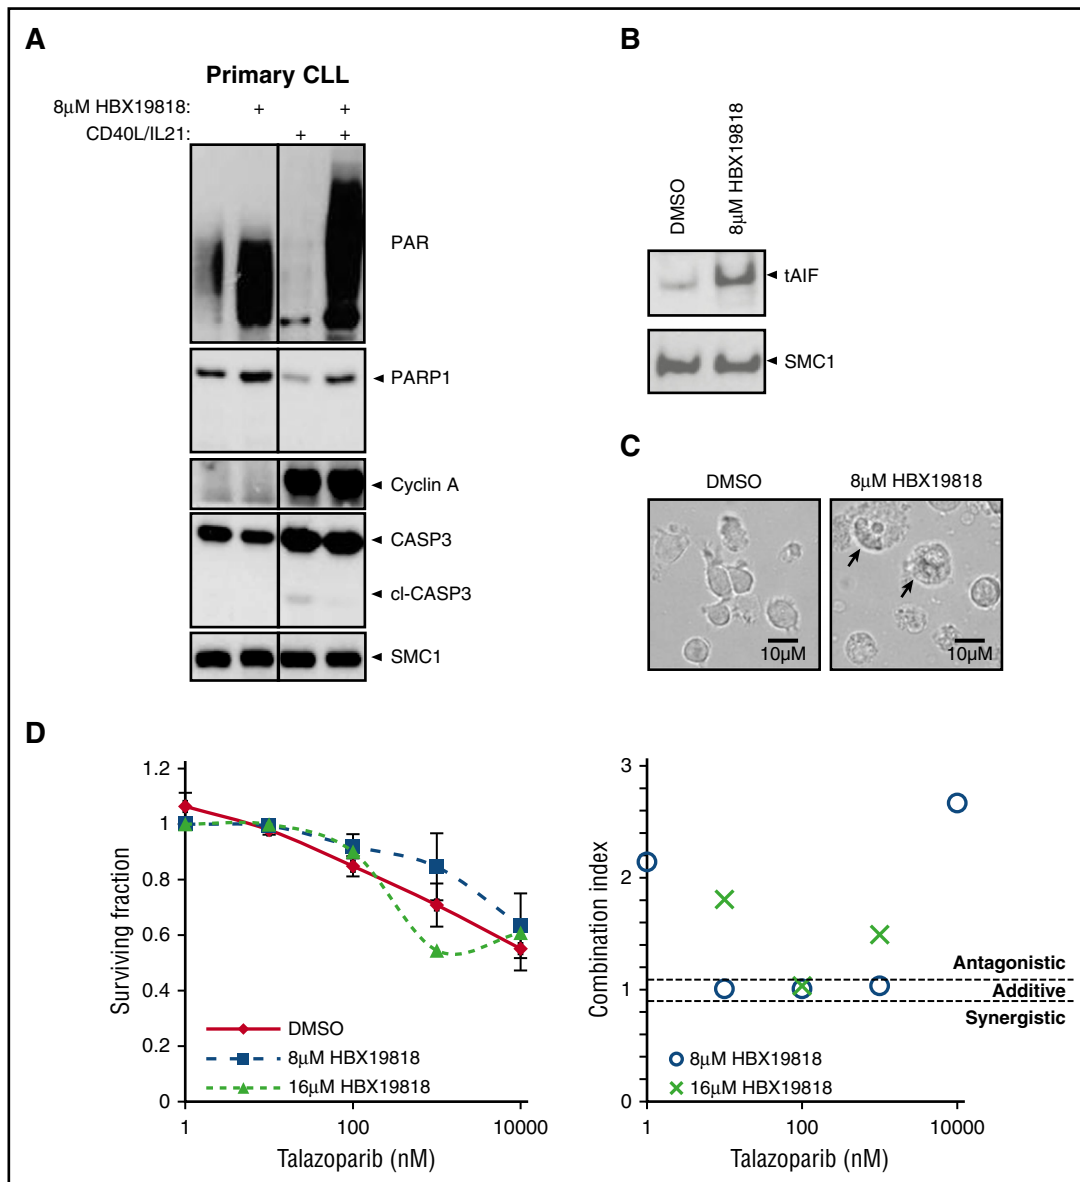 A
Primary CLL
8μM HBX19818: + +
CD40L/IL21: + +
PAR
PARP1
Cyclin A
CASP3
cl-CASP3
SMC1
B
DMSO
8μM HBX19818
tAIF
SMC1
C
DMSO 8μM HBX19818
10μM 10μM
D
1.2
1
0.8
0.6
0.4
0.2
0
Surviving fraction
DMSO
8μM HBX19818
16μM HBX19818
1 100 10000
Talazoparib (nM)
3
2
1
0
Combination index
Antagonistic
Additive
Synergistic
8μM HBX19818
16μM HBX19818
1 100 10000
Talazoparib (nM)